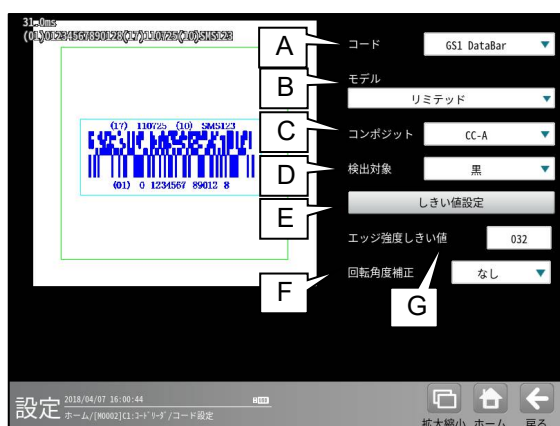 31.0ms
(01)01234567890128(17)110725(10)SMS123
(17) 110725 (10) SMS123
(01) 0 1234567 89012 8
A
コード
GS1 DataBar
B
モデル
リミテッド
C
コンポジット
CC-A
D
検出対象
黒
E
しきい値設定
エッジ強度しきい値
032
F
回転角度補正
なし
G
設定
2018/04/07 16:00:44
ホーム/[M0002]C1:コードリーダ/コード設定
拡大縮小
ホーム
戻る